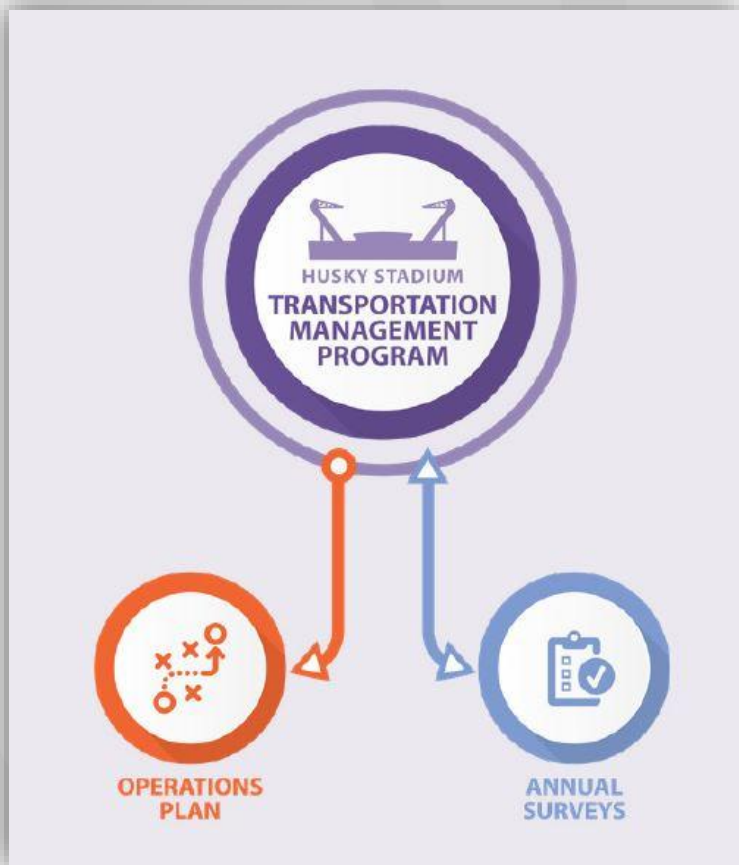 HUSKY STADIUM
TRANSPORTATION
MANAGEMENT
PROGRAM
OPERATIONS
PLAN
ANNUAL
SURVEYS